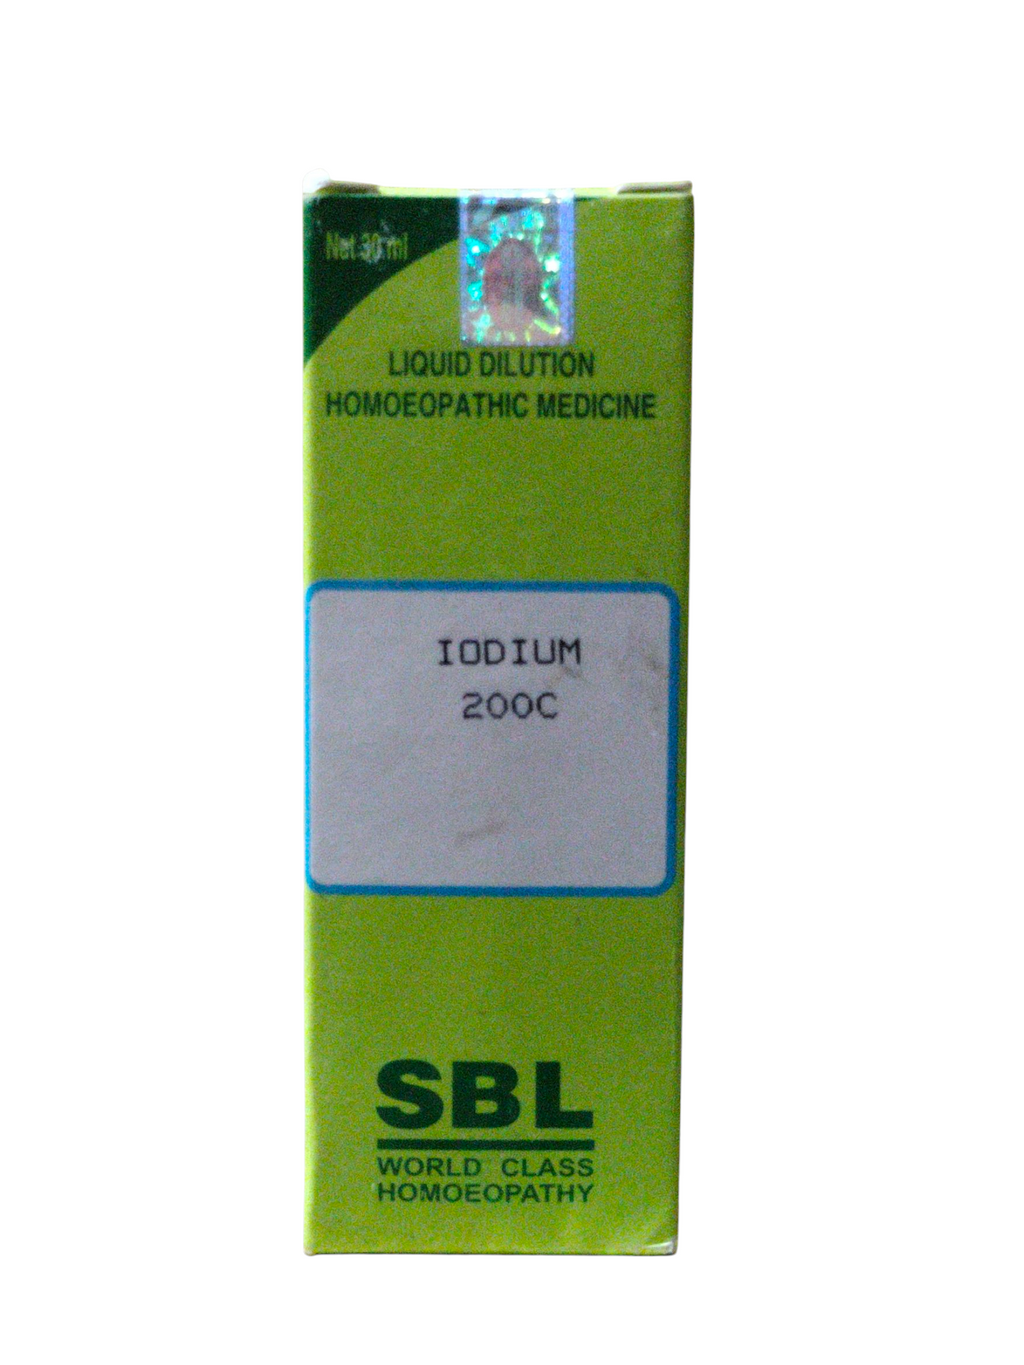 Net 30 ml
LIQUID DILUTION
HOMOEOPATHIC MEDICINE
IODIUM
200C
SBL
WORLD CLASS
HOMOEOPATHY